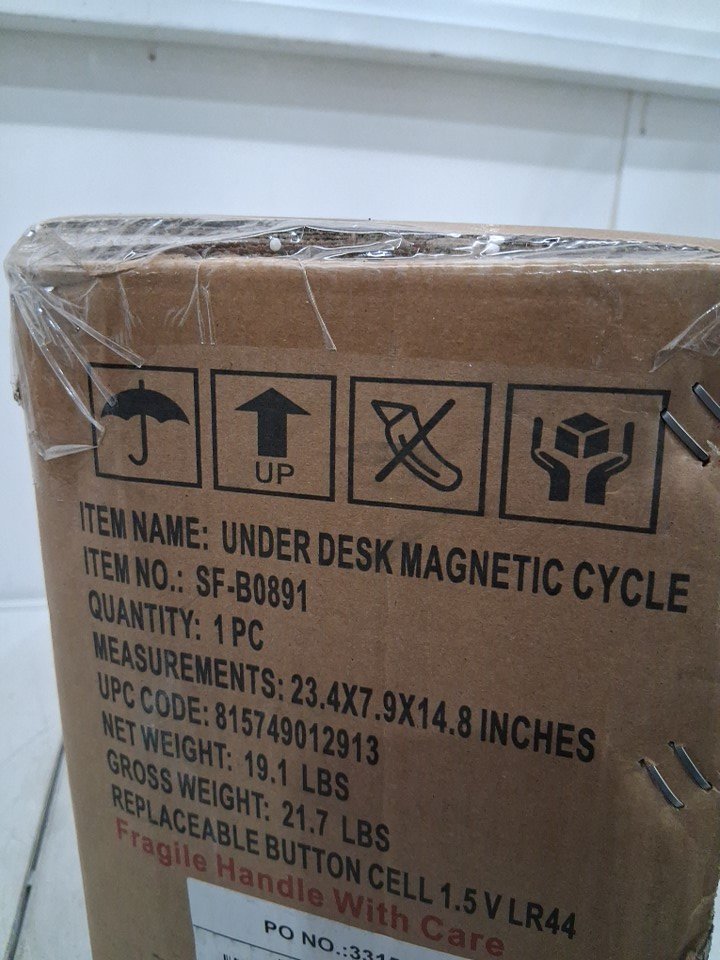 UP
ITEM NAME: UNDER DESK MAGNETIC CYCLE
ITEM NO.: SF-B0891
QUANTITY: 1 PC
MEASUREMENTS: 23.4X7.9X14.8 INCHES
UPC CODE: 815749012913
NET WEIGHT: 19.1 LBS
GROSS WEIGHT: 21.7 LBS
REPLACEABLE BUTTON CELL 1.5 V LR44
Fragile Handle With Care
PO NO.: